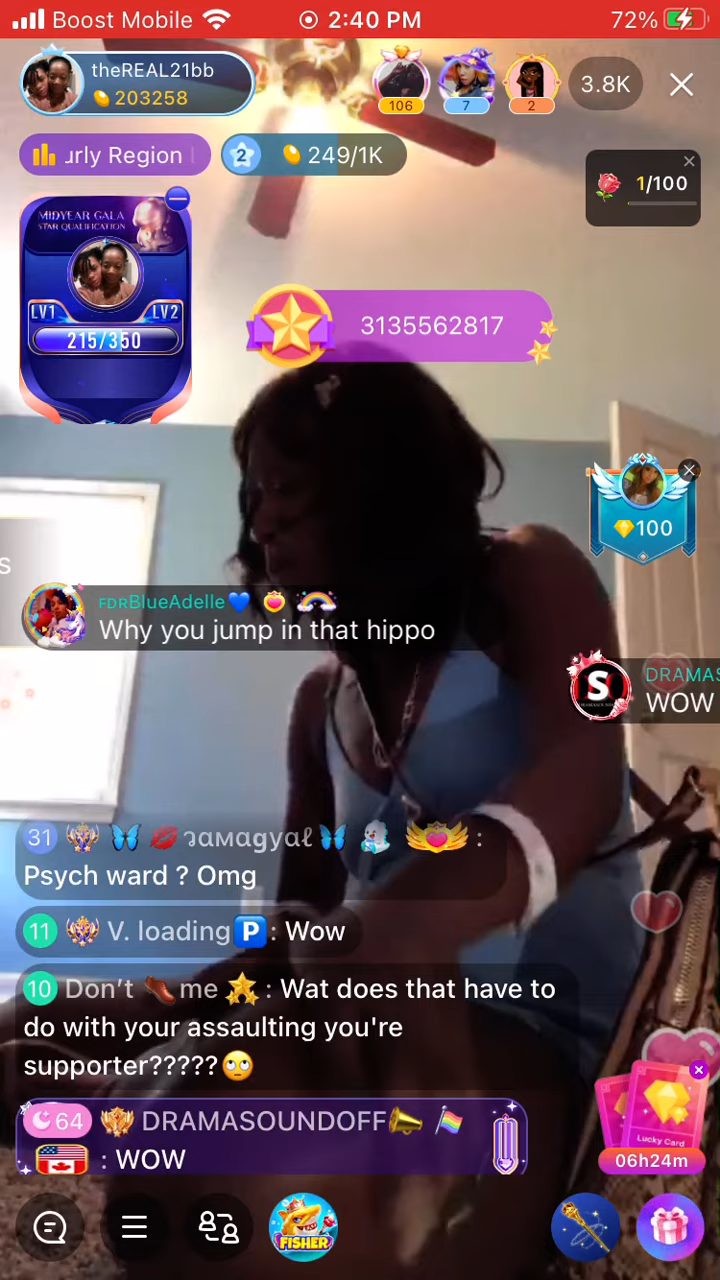 Boost Mobile
2:40 PM
72%
theREAL21bb
203258
106
7
2
3.8K
urly Region
2
249/1K
1/100
MIDYEAR GALA
STAR QUALIFICATION
LV1
LV2
215/350
3135562817
100
S
FDRBlueAdelle💙
Why you jump in that hippo
S
DRAMAS
WOW
31 🦋 💋 ɿαмαgყαℓ 🦋 :
Psych ward ? Omg
11 V. loading🅿️: Wow
10 Don’t 👞 me 🌟: Wat does that have to
do with your assaulting you're
supporter?????🙄
64 DRAMASOUNDOFF📣 🏳️‍🌈
: WOW
Lucky Card
06h24m
FISHER